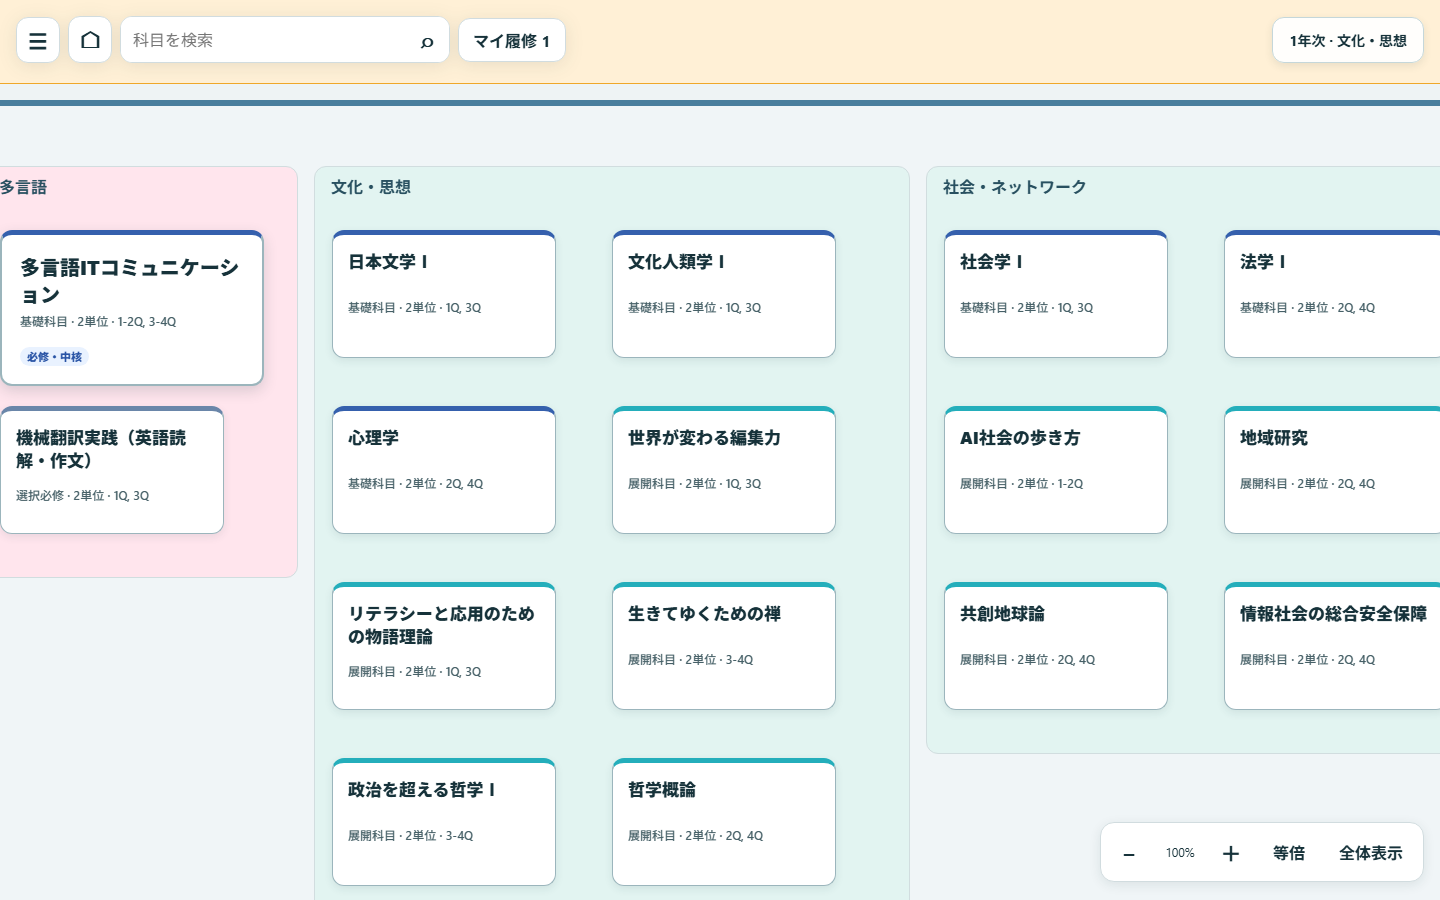 科目を検索
マイ履修 1
1年次 · 文化・思想
多言語
多言語ITコミュニケーシ
ョン
基礎科目 · 2単位 · 1-2Q, 3-4Q
必修・中核
機械翻訳実践（英語読
解・作文）
選択必修 · 2単位 · 1Q, 3Q
文化・思想
日本文学Ⅰ
基礎科目 · 2単位 · 1Q, 3Q
文化人類学Ⅰ
基礎科目 · 2単位 · 1Q, 3Q
心理学
基礎科目 · 2単位 · 2Q, 4Q
世界が変わる編集力
展開科目 · 2単位 · 1Q, 3Q
リテラシーと応用のため
の物語理論
展開科目 · 2単位 · 1Q, 3Q
生きてゆくための禅
展開科目 · 2単位 · 3-4Q
政治を超える哲学Ⅰ
展開科目 · 2単位 · 3-4Q
哲学概論
展開科目 · 2単位 · 2Q, 4Q
社会・ネットワーク
社会学Ⅰ
基礎科目 · 2単位 · 1Q, 3Q
法学Ⅰ
基礎科目 · 2単位 · 2Q, 4Q
AI社会の歩き方
展開科目 · 2単位 · 1-2Q
地域研究
展開科目 · 2単位 · 2Q, 4Q
共創地球論
展開科目 · 2単位 · 2Q, 4Q
情報社会の総合安全保障
展開科目 · 2単位 · 2Q, 4Q
− 100% + 等倍 全体表示